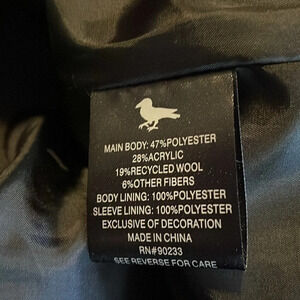 MAIN BODY: 47%POLYESTER
28%ACRYLIC
19%RECYCLED WOOL
6%OTHER FIBERS
BODY LINING: 100%POLYESTER
SLEEVE LINING: 100%POLYESTER
EXCLUSIVE OF DECORATION
MADE IN CHINA
RN#90233
SEE REVERSE FOR CARE